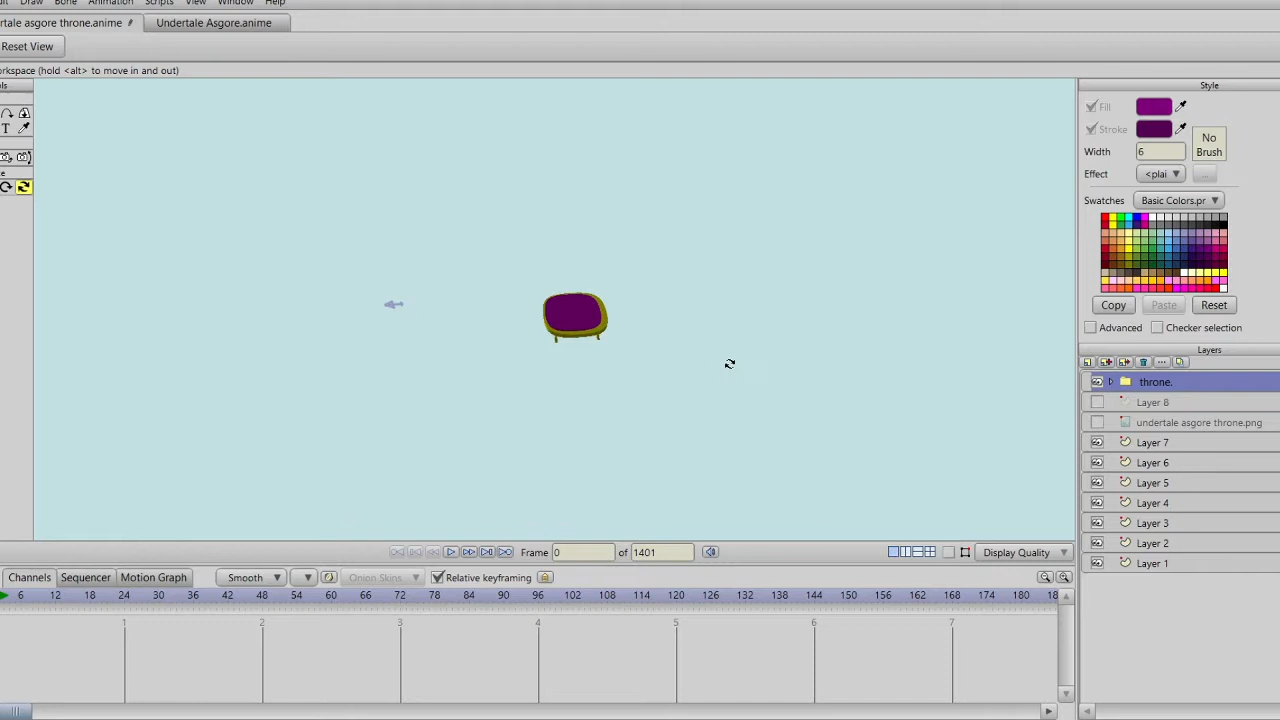 dit Draw Bone Animation Scripts View Window Help
rtale asgore throne.anime Undertale Asgore.anime
Reset View
orkspace (hold <alt> to move in and out)
ols Style
Fill
T
Stroke
No
Brush
Width 6
Effect <plai ...
Swatches Basic Colors.pr
Copy Paste Reset
Advanced Checker selection
Layers
throne.
Layer 8
undertale asgore throne.png
Layer 7
Layer 6
Layer 5
Layer 4
Layer 3
Layer 2
Layer 1
Frame 0 of 1401 Display Quality
Channels Sequencer Motion Graph Smooth Onion Skins Relative keyframing
6 12 18 24 30 36 42 48 54 60 66 72 78 84 90 96 102 108 114 120 126 132 138 144 150 156 162 168 174 180 18
1 2 3 4 5 6 7